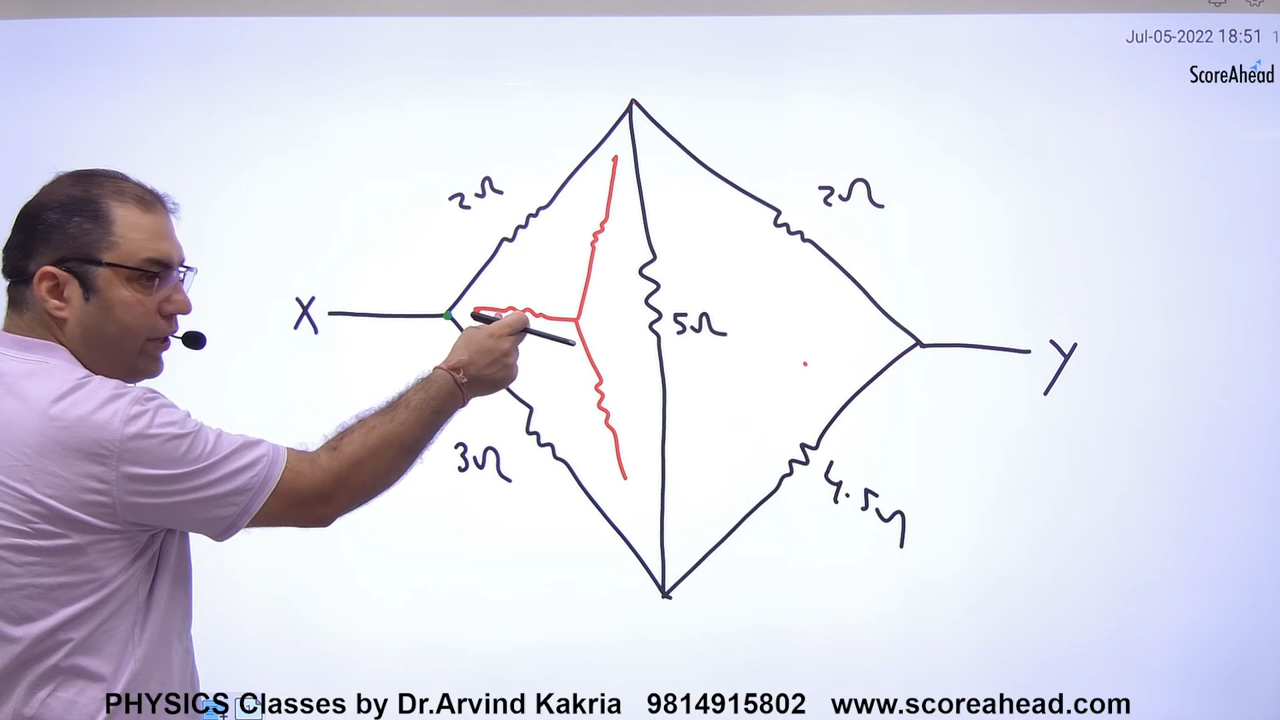 Jul-05-2022 18:51 1
ScoreAhead
2Ω
2Ω
X
5Ω
Y
3Ω
4.5Ω
PHYSICS Classes by Dr.Arvind Kakria 9814915802 www.scoreahead.com